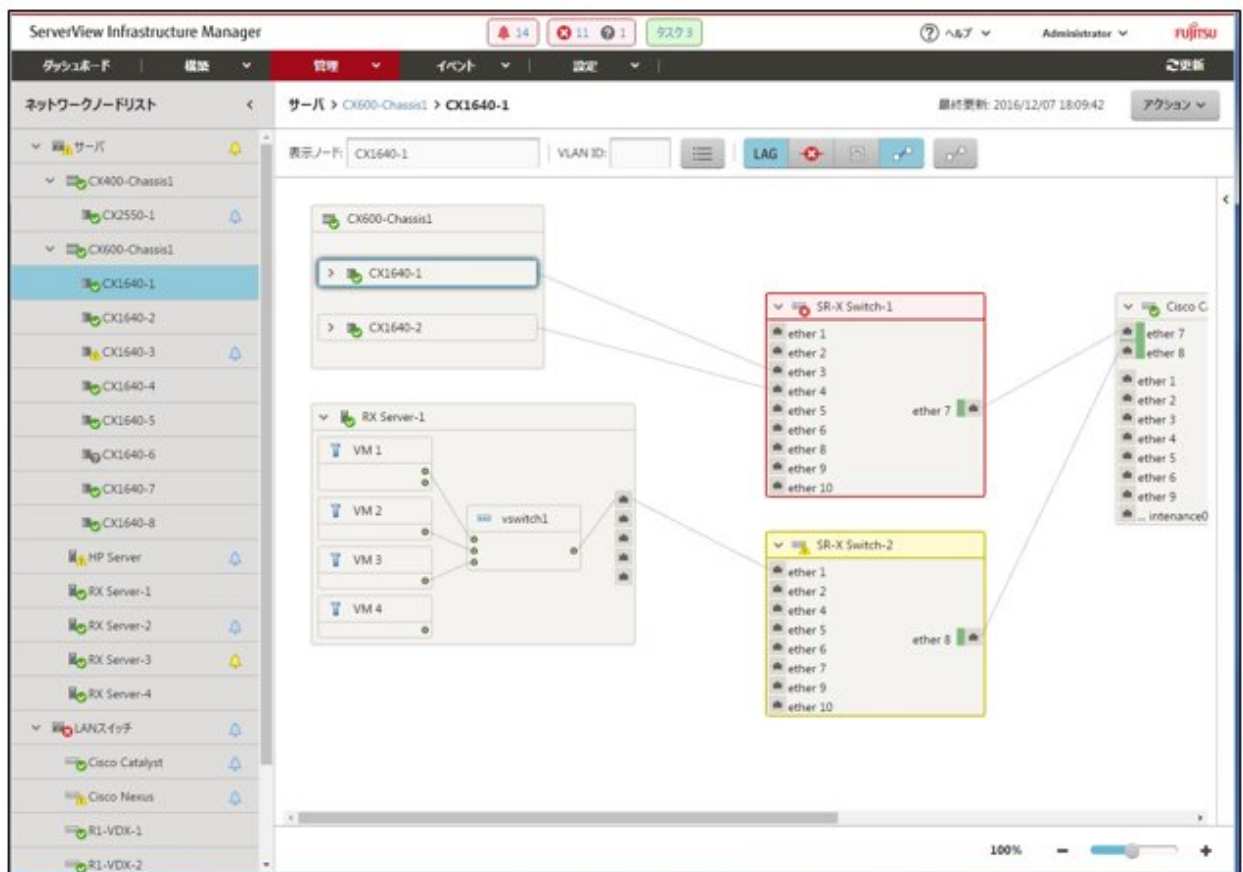 ServerView Infrastructure Manager
14
11
1
タスク 3
ヘルプ
Administrator
FUJITSU
ダッシュボード
構築
管理
イベント
設定
更新
ネットワークノードリスト
サーバ > CX600-Chassis1 > CX1640-1
最終更新: 2016/12/07 18:09:42
アクション
表示ノード: CX1640-1
VLAN ID:
LAG
サーバ
CX400-Chassis1
CX2550-1
CX600-Chassis1
CX1640-1
CX1640-2
CX1640-3
CX1640-4
CX1640-5
CX1640-6
CX1640-7
CX1640-8
HP Server
RX Server-1
RX Server-2
RX Server-3
RX Server-4
LANスイッチ
Cisco Catalyst
Cisco Nexus
R1-VDX-1
R1-VDX-2
CX600-Chassis1
CX1640-1
CX1640-2
RX Server-1
VM 1
VM 2
VM 3
VM 4
vswitch1
SR-X Switch-1
ether 1
ether 2
ether 3
ether 4
ether 5
ether 6
ether 8
ether 9
ether 10
ether 7
SR-X Switch-2
ether 1
ether 2
ether 4
ether 5
ether 6
ether 7
ether 9
ether 10
ether 8
Cisco C
ether 7
ether 8
ether 1
ether 2
ether 3
ether 4
ether 5
ether 6
ether 9
... intenance0
100%